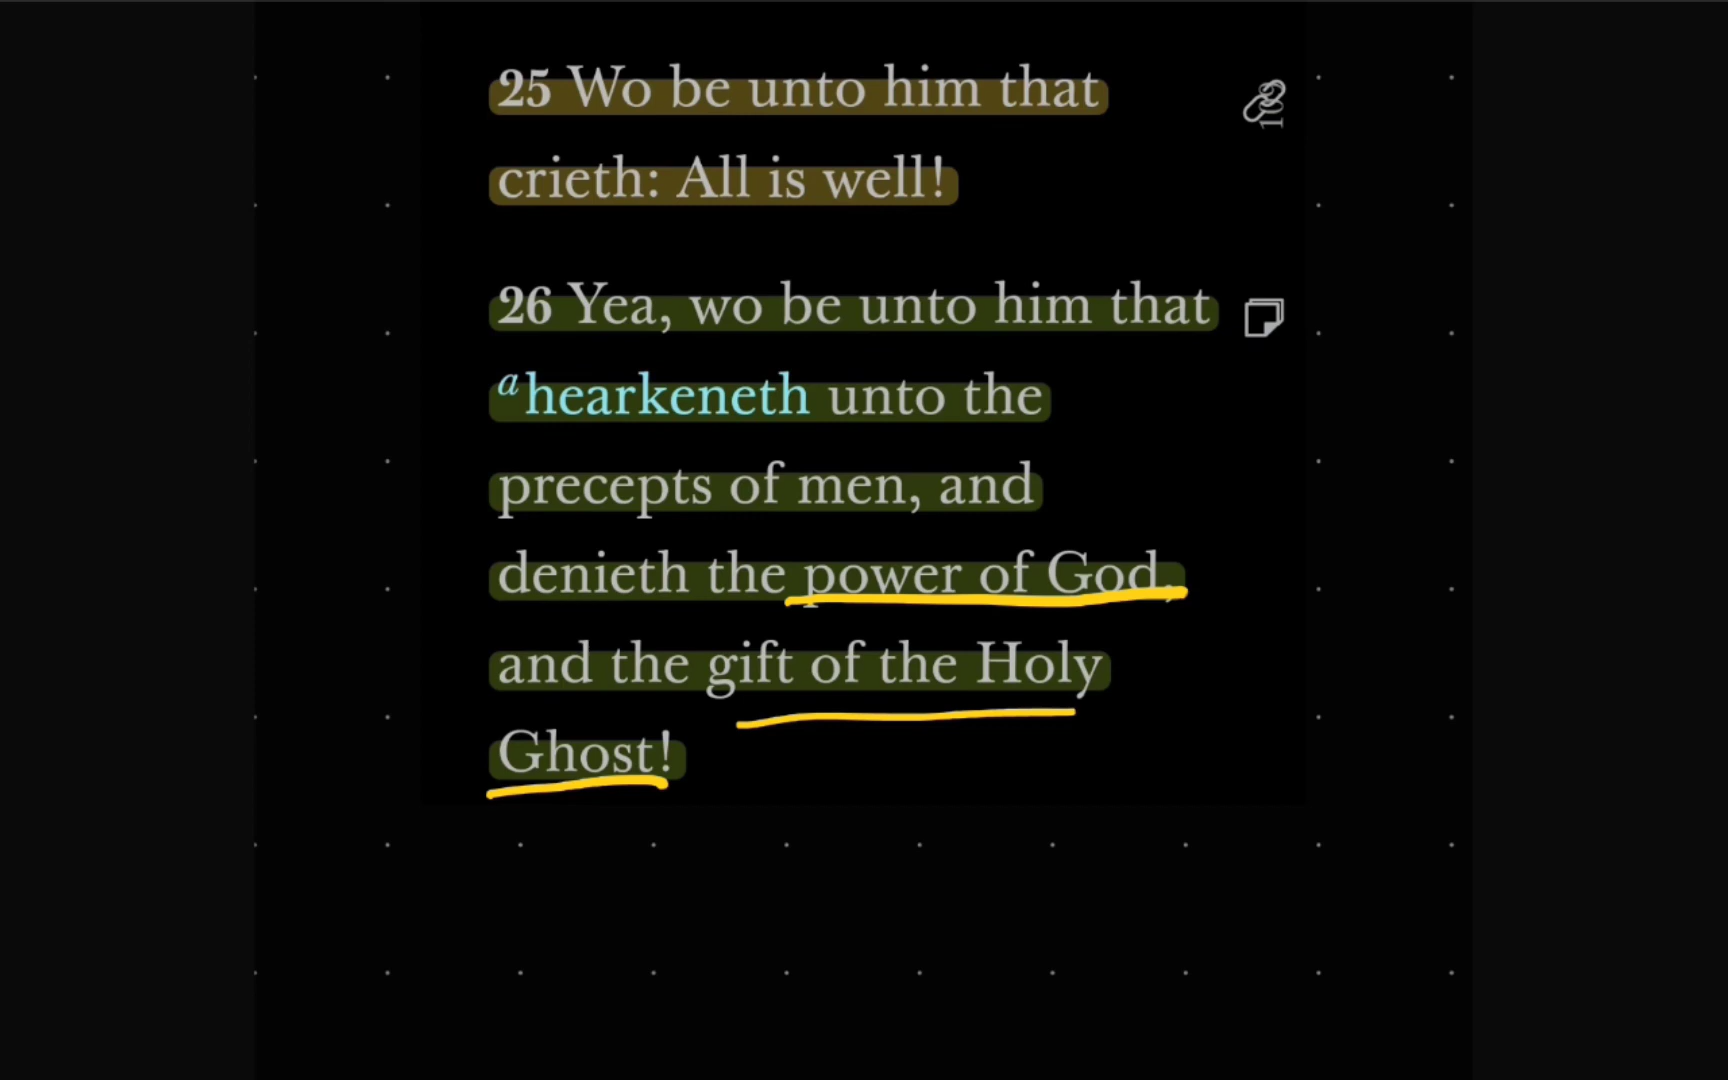 25 Wo be unto him that
crieth: All is well!
26 Yea, wo be unto him that
a hearkeneth unto the
precepts of men, and
denieth the power of God,
and the gift of the Holy
Ghost!